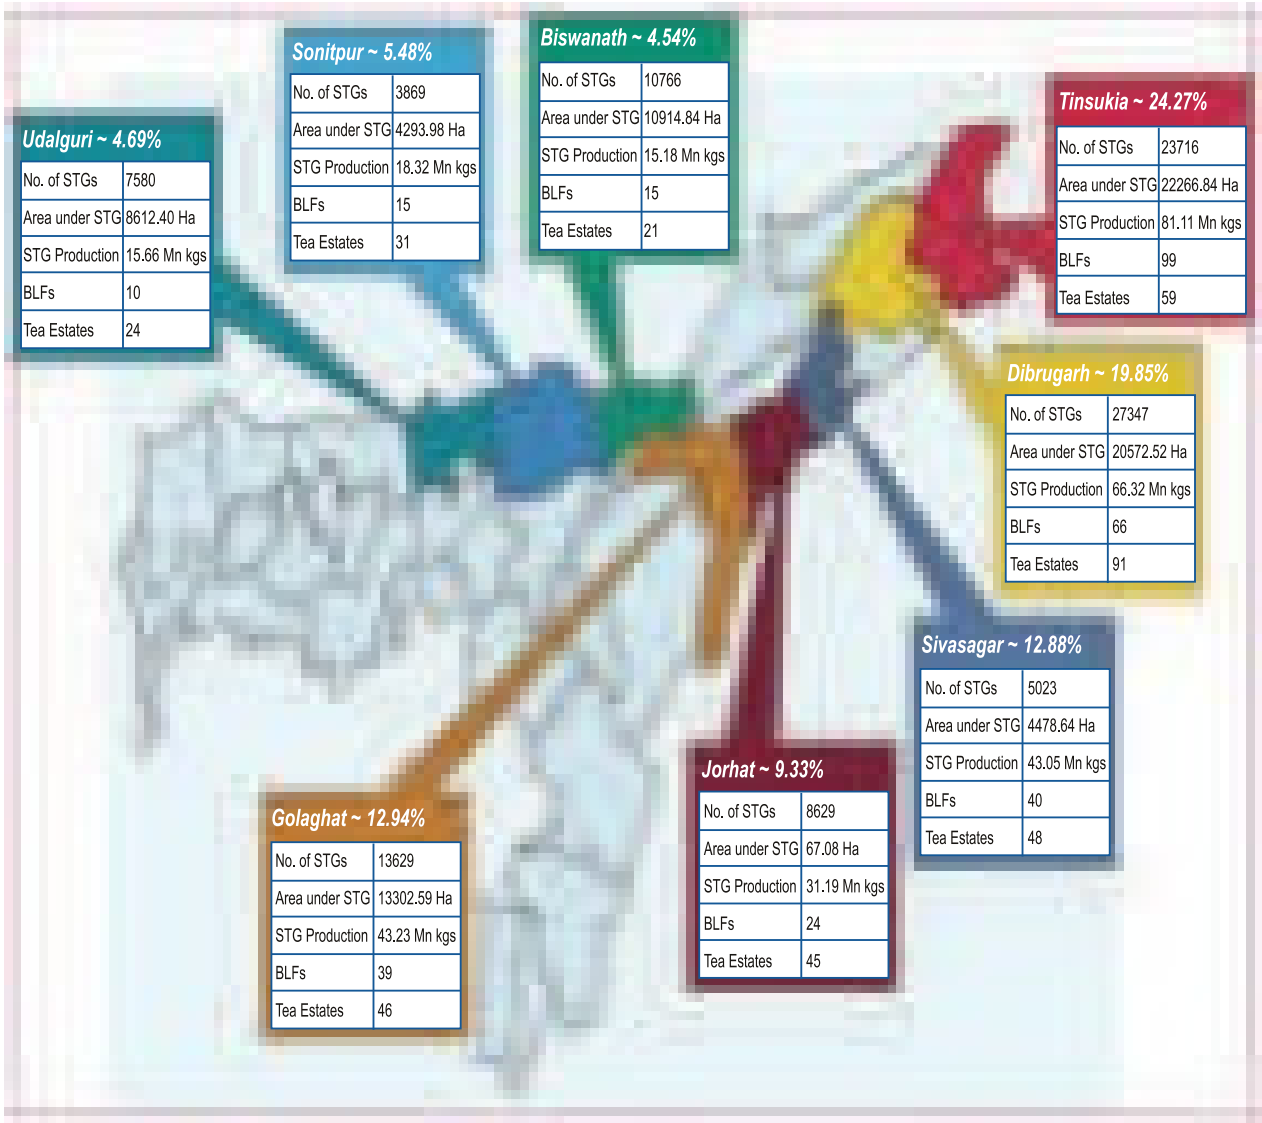 Udalguri ~ 4.69%
No. of STGs 7580
Area under STG 8612.40 Ha
STG Production 15.66 Mn kgs
BLFs 10
Tea Estates 24
Sonitpur ~ 5.48%
No. of STGs 3869
Area under STG 4293.98 Ha
STG Production 18.32 Mn kgs
BLFs 15
Tea Estates 31
Biswanath ~ 4.54%
No. of STGs 10766
Area under STG 10914.84 Ha
STG Production 15.18 Mn kgs
BLFs 15
Tea Estates 21
Tinsukia ~ 24.27%
No. of STGs 23716
Area under STG 22266.84 Ha
STG Production 81.11 Mn kgs
BLFs 99
Tea Estates 59
Dibrugarh ~ 19.85%
No. of STGs 27347
Area under STG 20572.52 Ha
STG Production 66.32 Mn kgs
BLFs 66
Tea Estates 91
Sivasagar ~ 12.88%
No. of STGs 5023
Area under STG 4478.64 Ha
STG Production 43.05 Mn kgs
BLFs 40
Tea Estates 48
Jorhat ~ 9.33%
No. of STGs 8629
Area under STG 67.08 Ha
STG Production 31.19 Mn kgs
BLFs 24
Tea Estates 45
Golaghat ~ 12.94%
No. of STGs 13629
Area under STG 13302.59 Ha
STG Production 43.23 Mn kgs
BLFs 39
Tea Estates 46